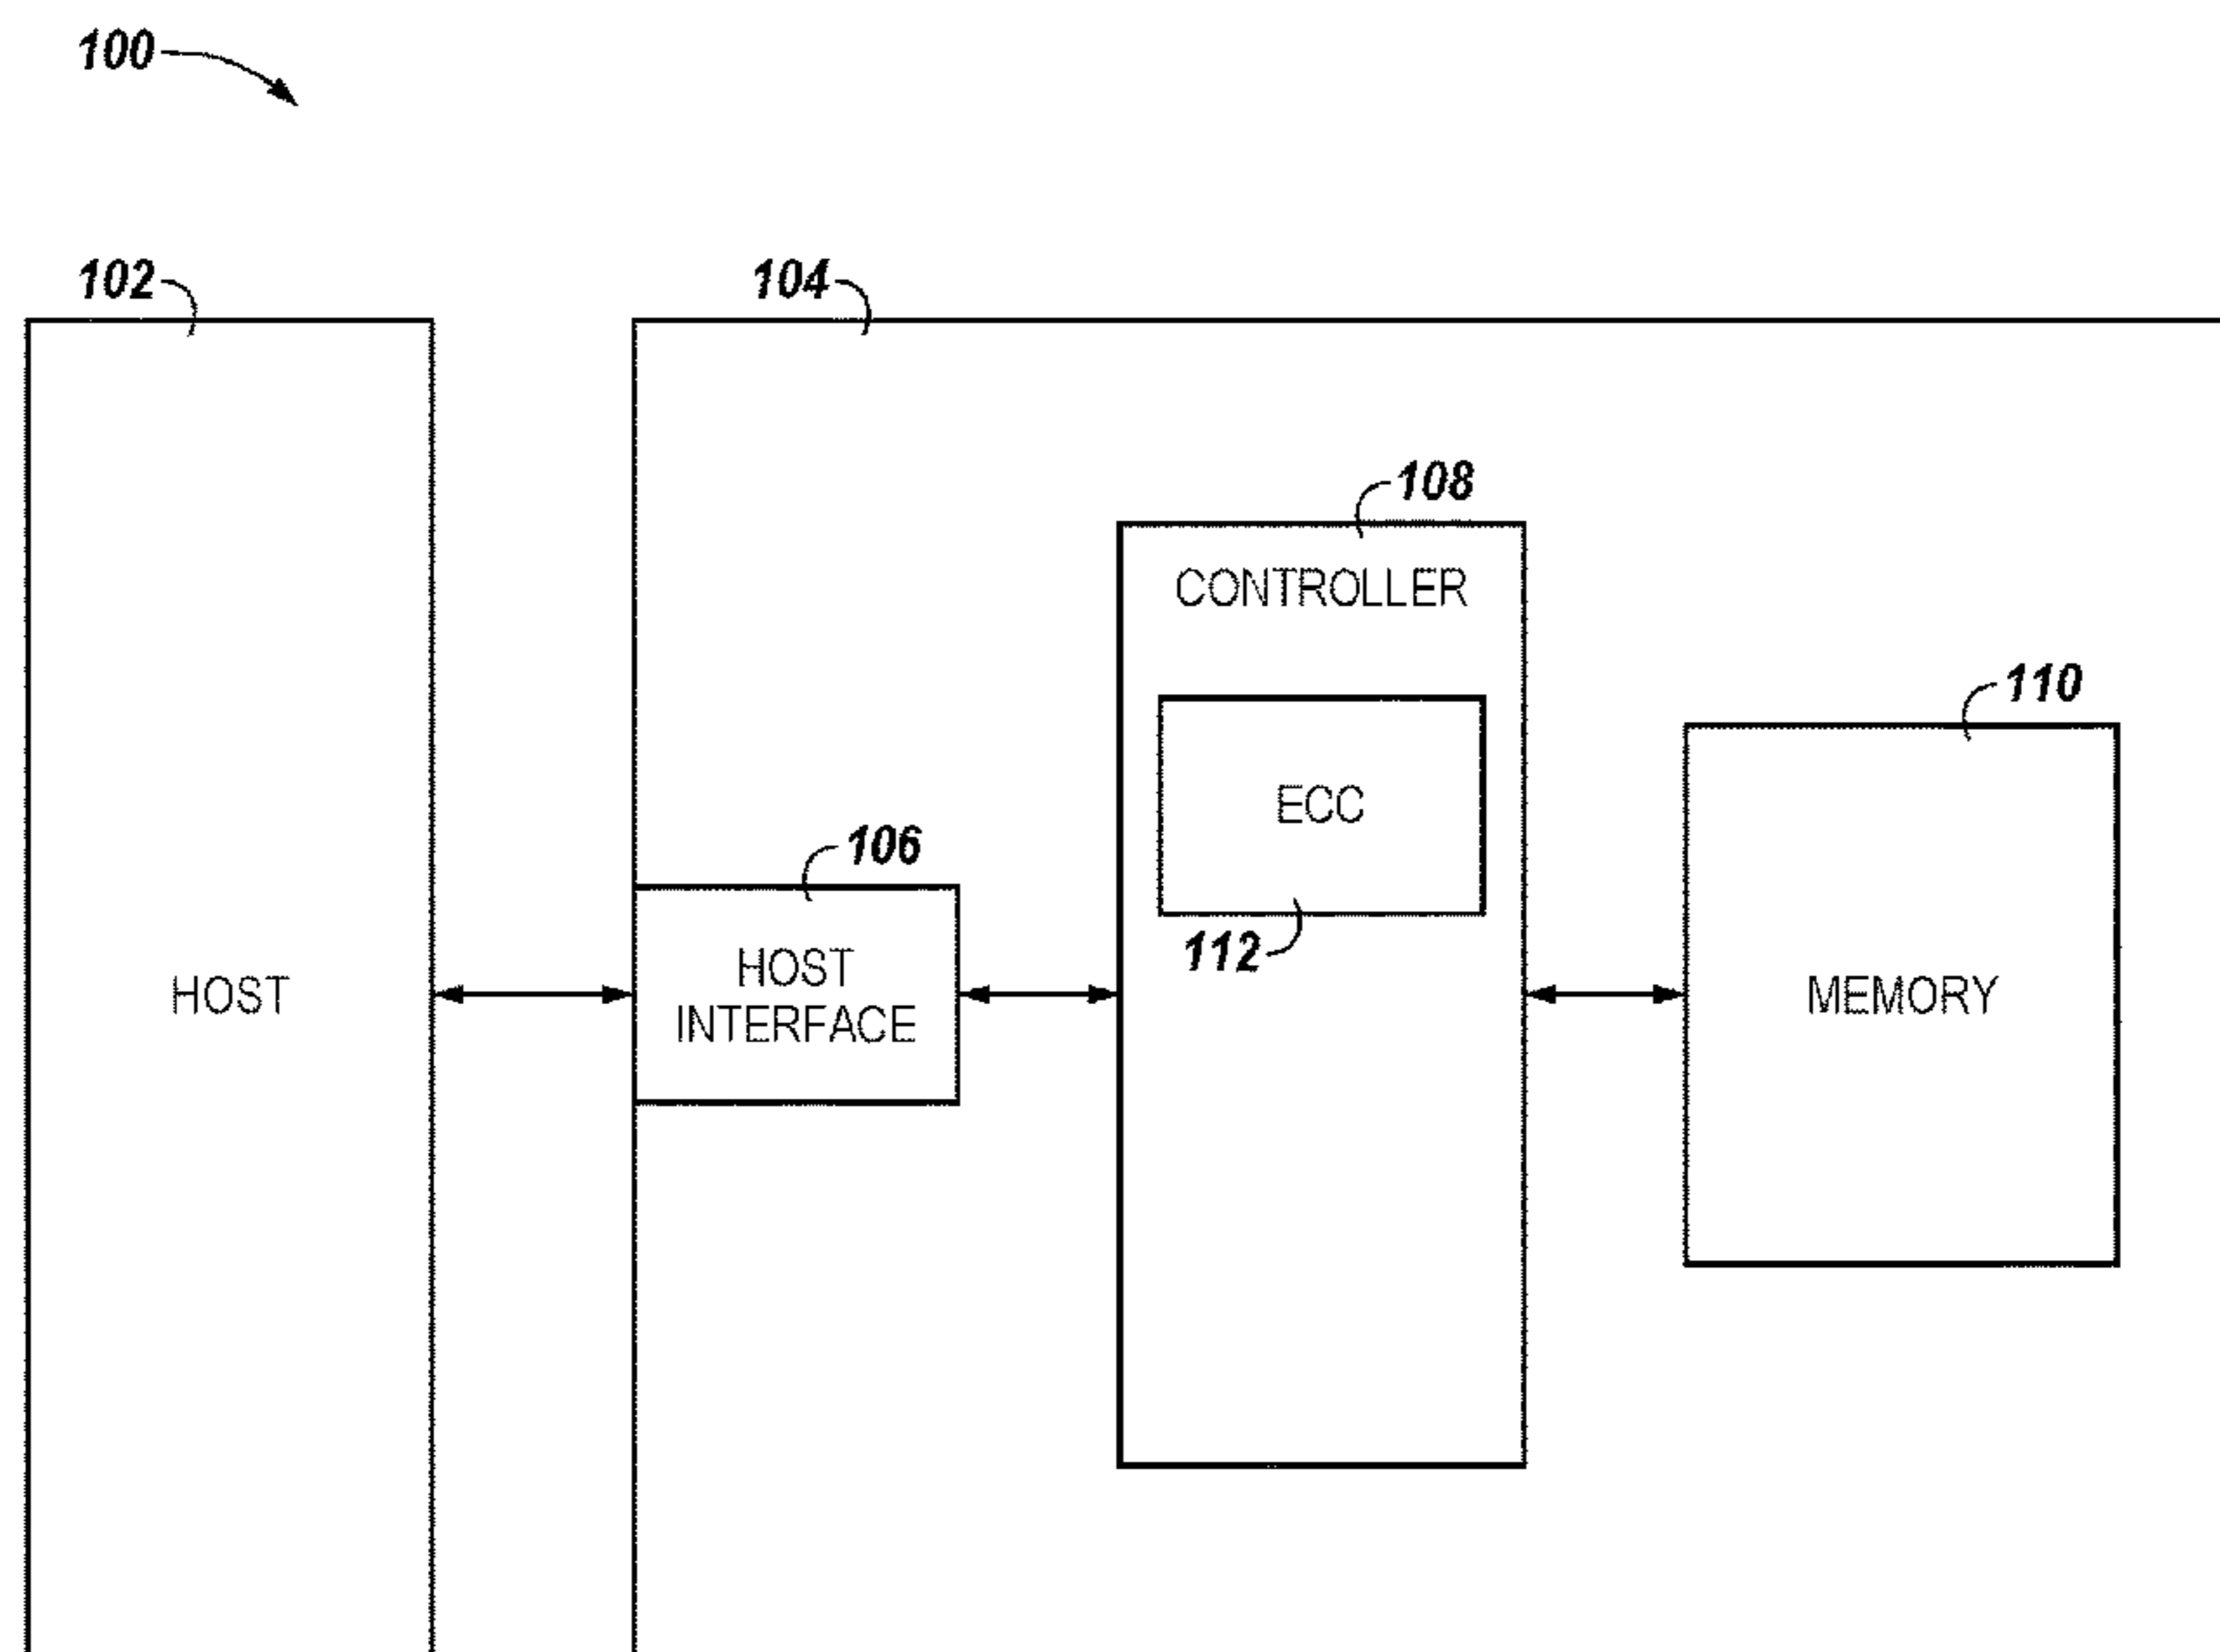 100
102
104
108
CONTROLLER
110
ECC
106
112
HOST
HOST
INTERFACE
MEMORY